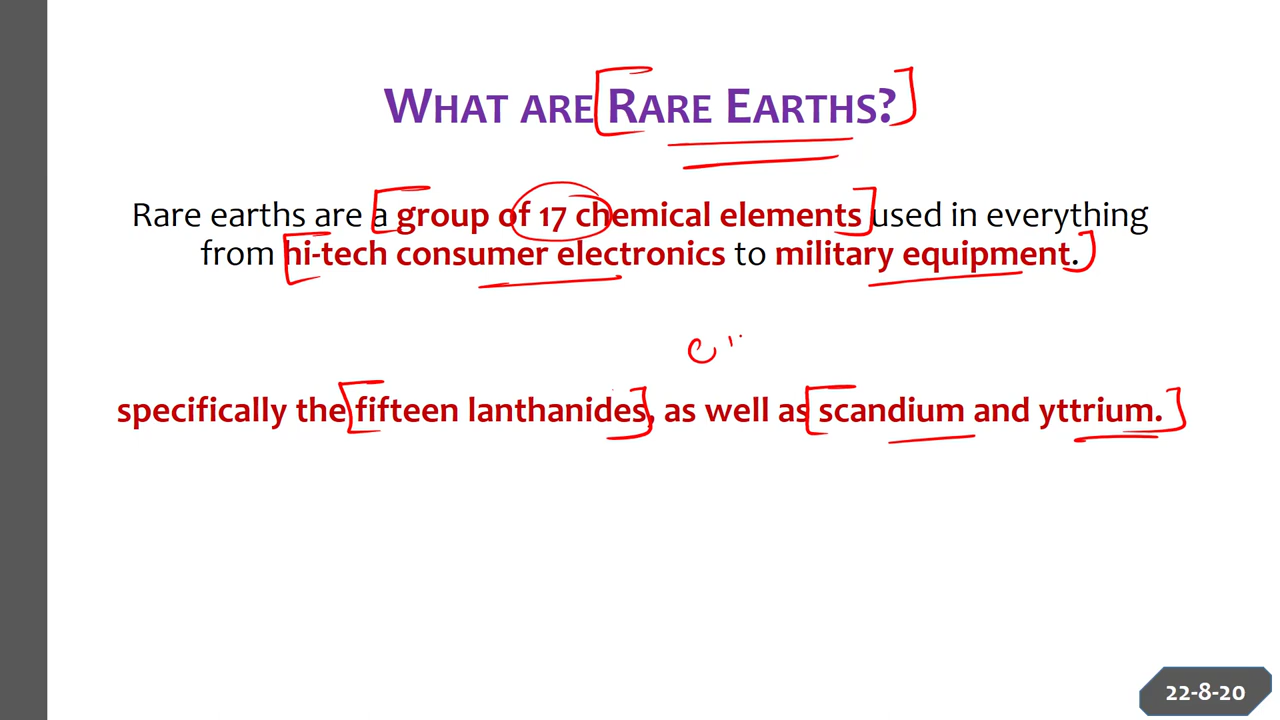 WHAT ARE RARE EARTHS?
Rare earths are a group of 17 chemical elements used in everything
from hi-tech consumer electronics to military equipment.
specifically the fifteen lanthanides, as well as scandium and yttrium.
22-8-20